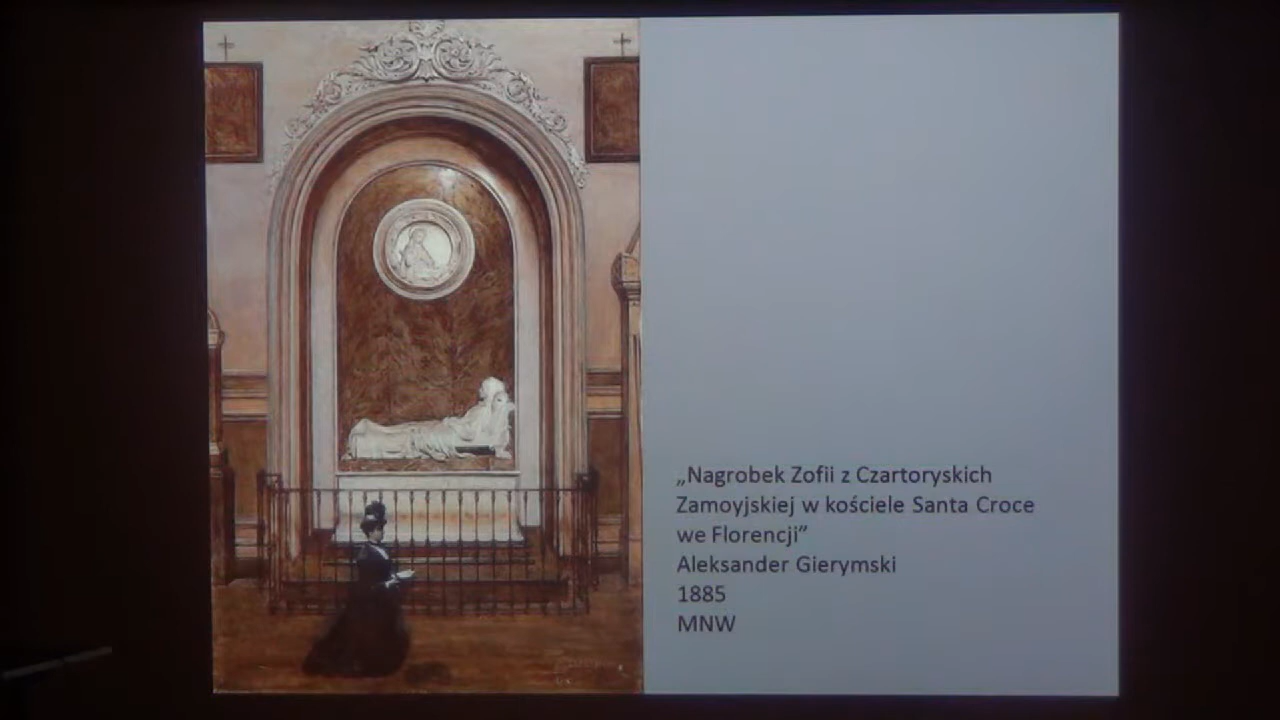 „Nagrobek Zofii z Czartoryskich
Zamoyjskiej w kościele Santa Croce
we Florencji”
Aleksander Gierymski
1885
MNW